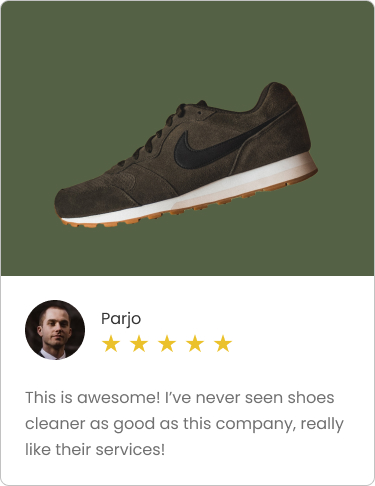 Parjo
This is awesome! I’ve never seen shoes
cleaner as good as this company, really
like their services!